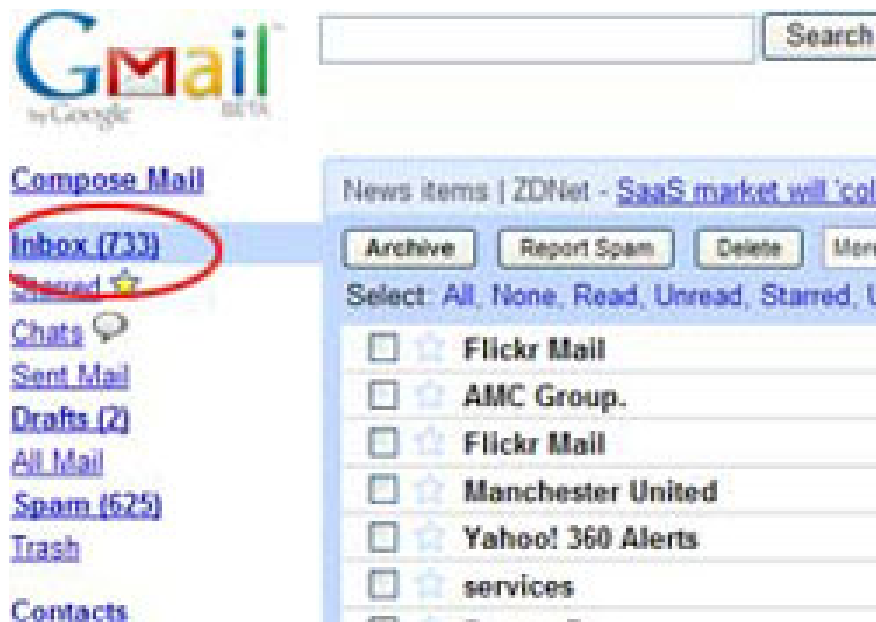 Gmail
by Google BETA
Search
Compose Mail
Inbox (733)
Starred
Chats
Sent Mail
Drafts (2)
All Mail
Spam (625)
Trash
Contacts
News items | ZDNet - SaaS market will 'col
Archive Report Spam Delete More
Select: All, None, Read, Unread, Starred, U
Flickr Mail
AMC Group.
Flickr Mail
Manchester United
Yahoo! 360 Alerts
services